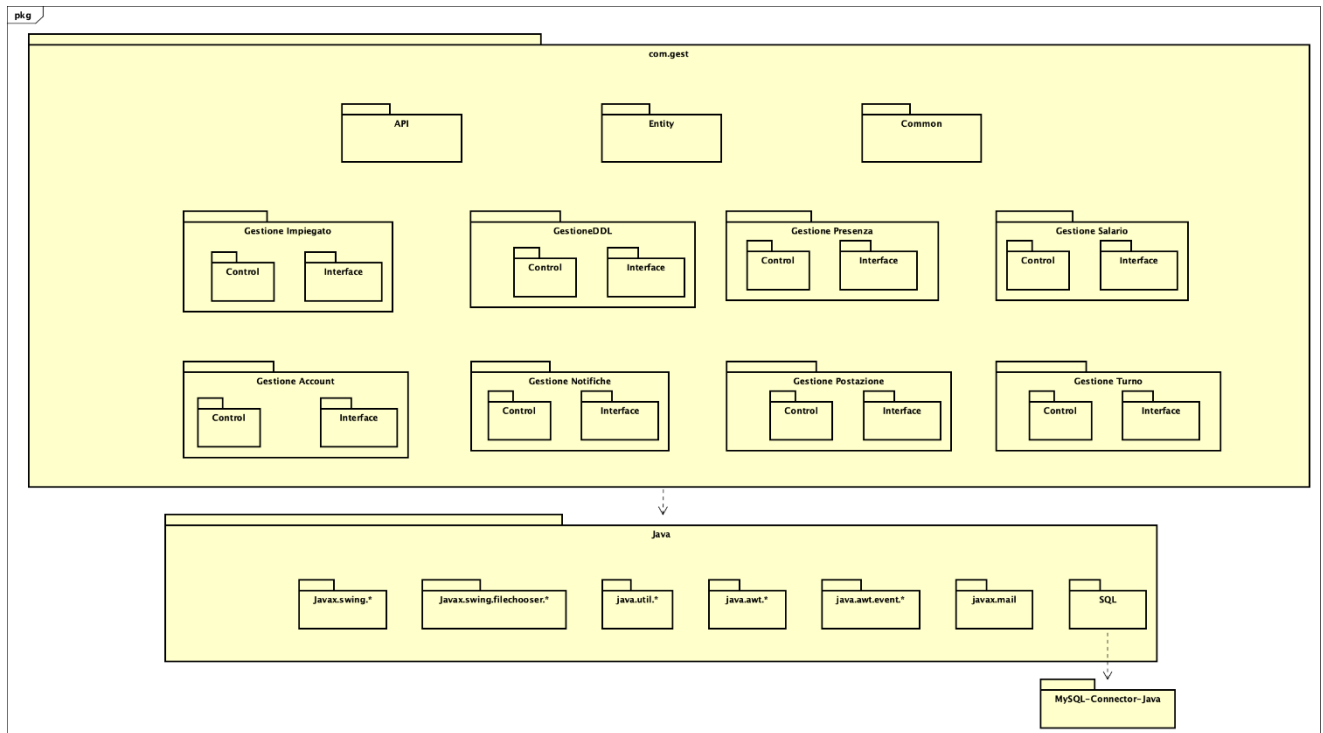 pkg
com.gest
API
Entity
Common
Gestione Impiegato
Control
Interface
GestioneDDL
Control
Interface
Gestione Presenza
Control
Interface
Gestione Salario
Control
Interface
Gestione Account
Control
Interface
Gestione Notifiche
Control
Interface
Gestione Postazione
Control
Interface
Gestione Turno
Control
Interface
Java
Javax.swing.*
Javax.swing.filechooser.*
java.util.*
java.awt.*
java.awt.event.*
javax.mail
SQL
MySQL-Connector-Java